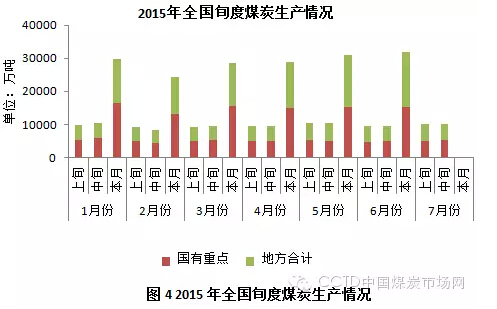 2015年全国旬度煤炭生产情况
单位：万吨
40000
30000
20000
10000
0
上旬 中旬 本月 上旬 中旬 本月 上旬 中旬 本月 上旬 中旬 本月 上旬 中旬 本月 上旬 中旬 本月 上旬 中旬 本月
1月份 2月份 3月份 4月份 5月份 6月份 7月份
国有重点 地方合计
CCTD中国煤炭市场网
图 4 2015 年全国旬度煤炭生产情况